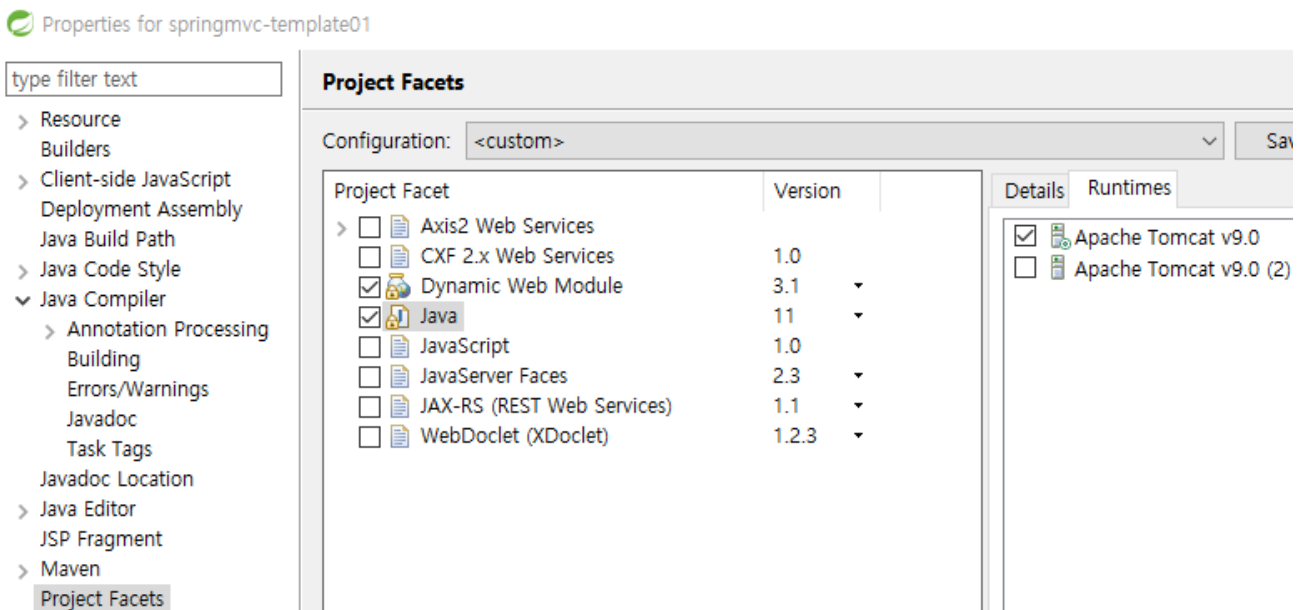 Properties for springmvc-template01
type filter text
Resource
Builders
Client-side JavaScript
Deployment Assembly
Java Build Path
Java Code Style
Java Compiler
Annotation Processing
Building
Errors/Warnings
Javadoc
Task Tags
Javadoc Location
Java Editor
JSP Fragment
Maven
Project Facets
Project Facets
Configuration: <custom>
Sav
Project Facet Version
Axis2 Web Services
CXF 2.x Web Services 1.0
Dynamic Web Module 3.1
Java 11
JavaScript 1.0
JavaServer Faces 2.3
JAX-RS (REST Web Services) 1.1
WebDoclet (XDoclet) 1.2.3
Details Runtimes
Apache Tomcat v9.0
Apache Tomcat v9.0 (2)